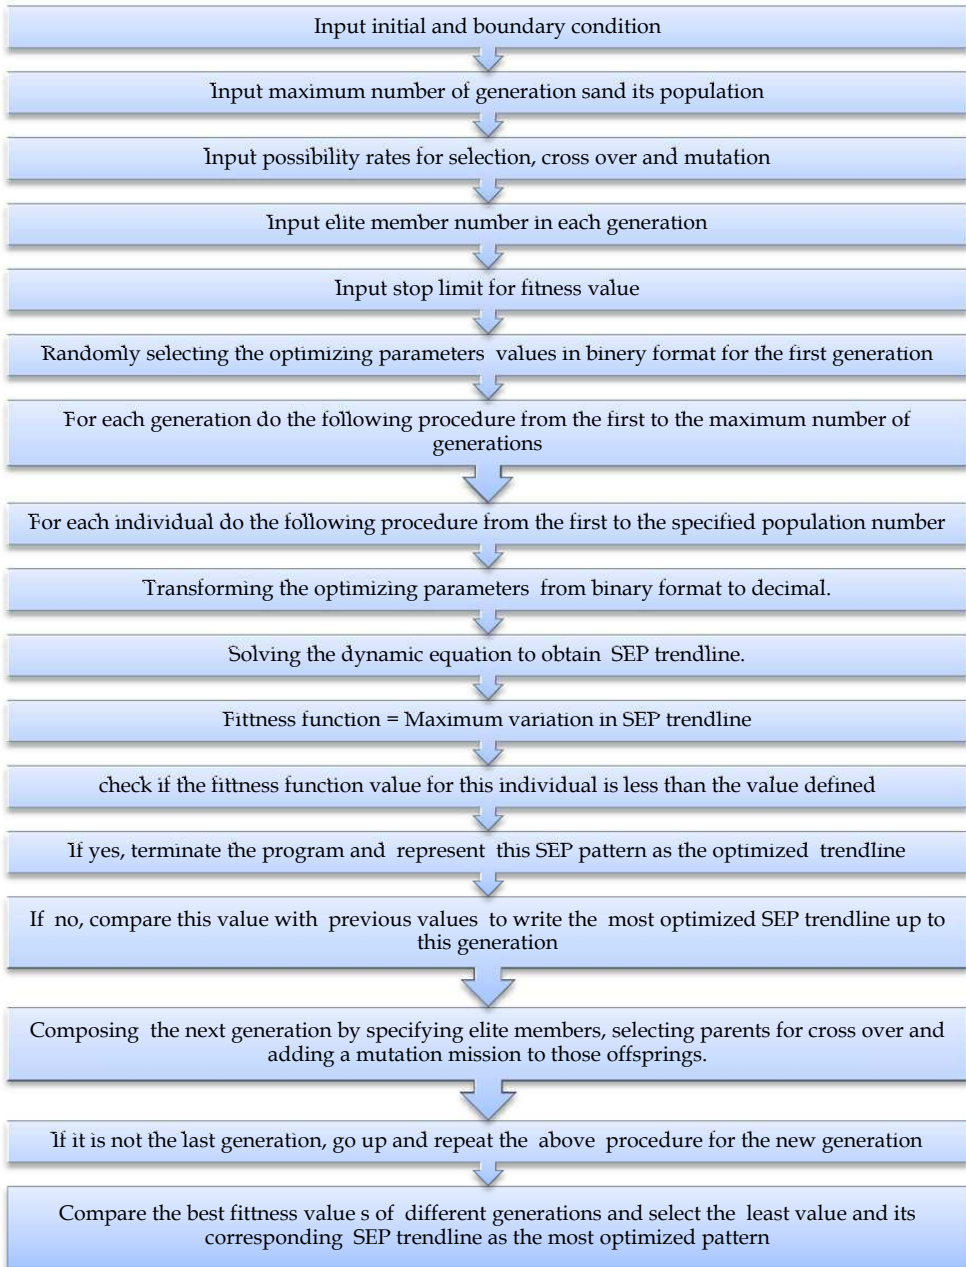 Input initial and boundary condition
Input maximum number of generation sand its population
Input possibility rates for selection, cross over and mutation
Input elite member number in each generation
Input stop limit for fitness value
Randomly selecting the optimizing parameters values in binery format for the first generation
For each generation do the following procedure from the first to the maximum number of
generations
For each individual do the following procedure from the first to the specified population number
Transforming the optimizing parameters from binary format to decimal.
Solving the dynamic equation to obtain SEP trendline.
Fittness function = Maximum variation in SEP trendline
check if the fittness function value for this individual is less than the value defined
If yes, terminate the program and represent this SEP pattern as the optimized trendline
If no, compare this value with previous values to write the most optimized SEP trendline up to
this generation
Composing the next generation by specifying elite members, selecting parents for cross over and
adding a mutation mission to those offsprings.
If it is not the last generation, go up and repeat the above procedure for the new generation
Compare the best fittness value s of different generations and select the least value and its
corresponding SEP trendline as the most optimized pattern